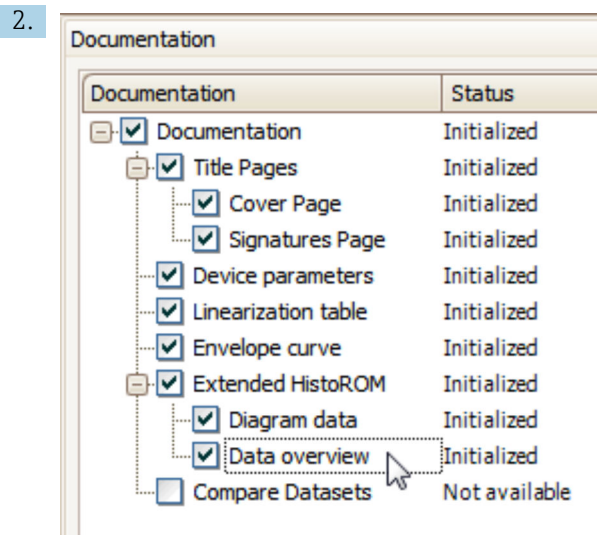 2.
Documentation
Documentation Status
Documentation Initialized
Title Pages Initialized
Cover Page Initialized
Signatures Page Initialized
Device parameters Initialized
Linearization table Initialized
Envelope curve Initialized
Extended HistoROM Initialized
Diagram data Initialized
Data overview Initialized
Compare Datasets Not available